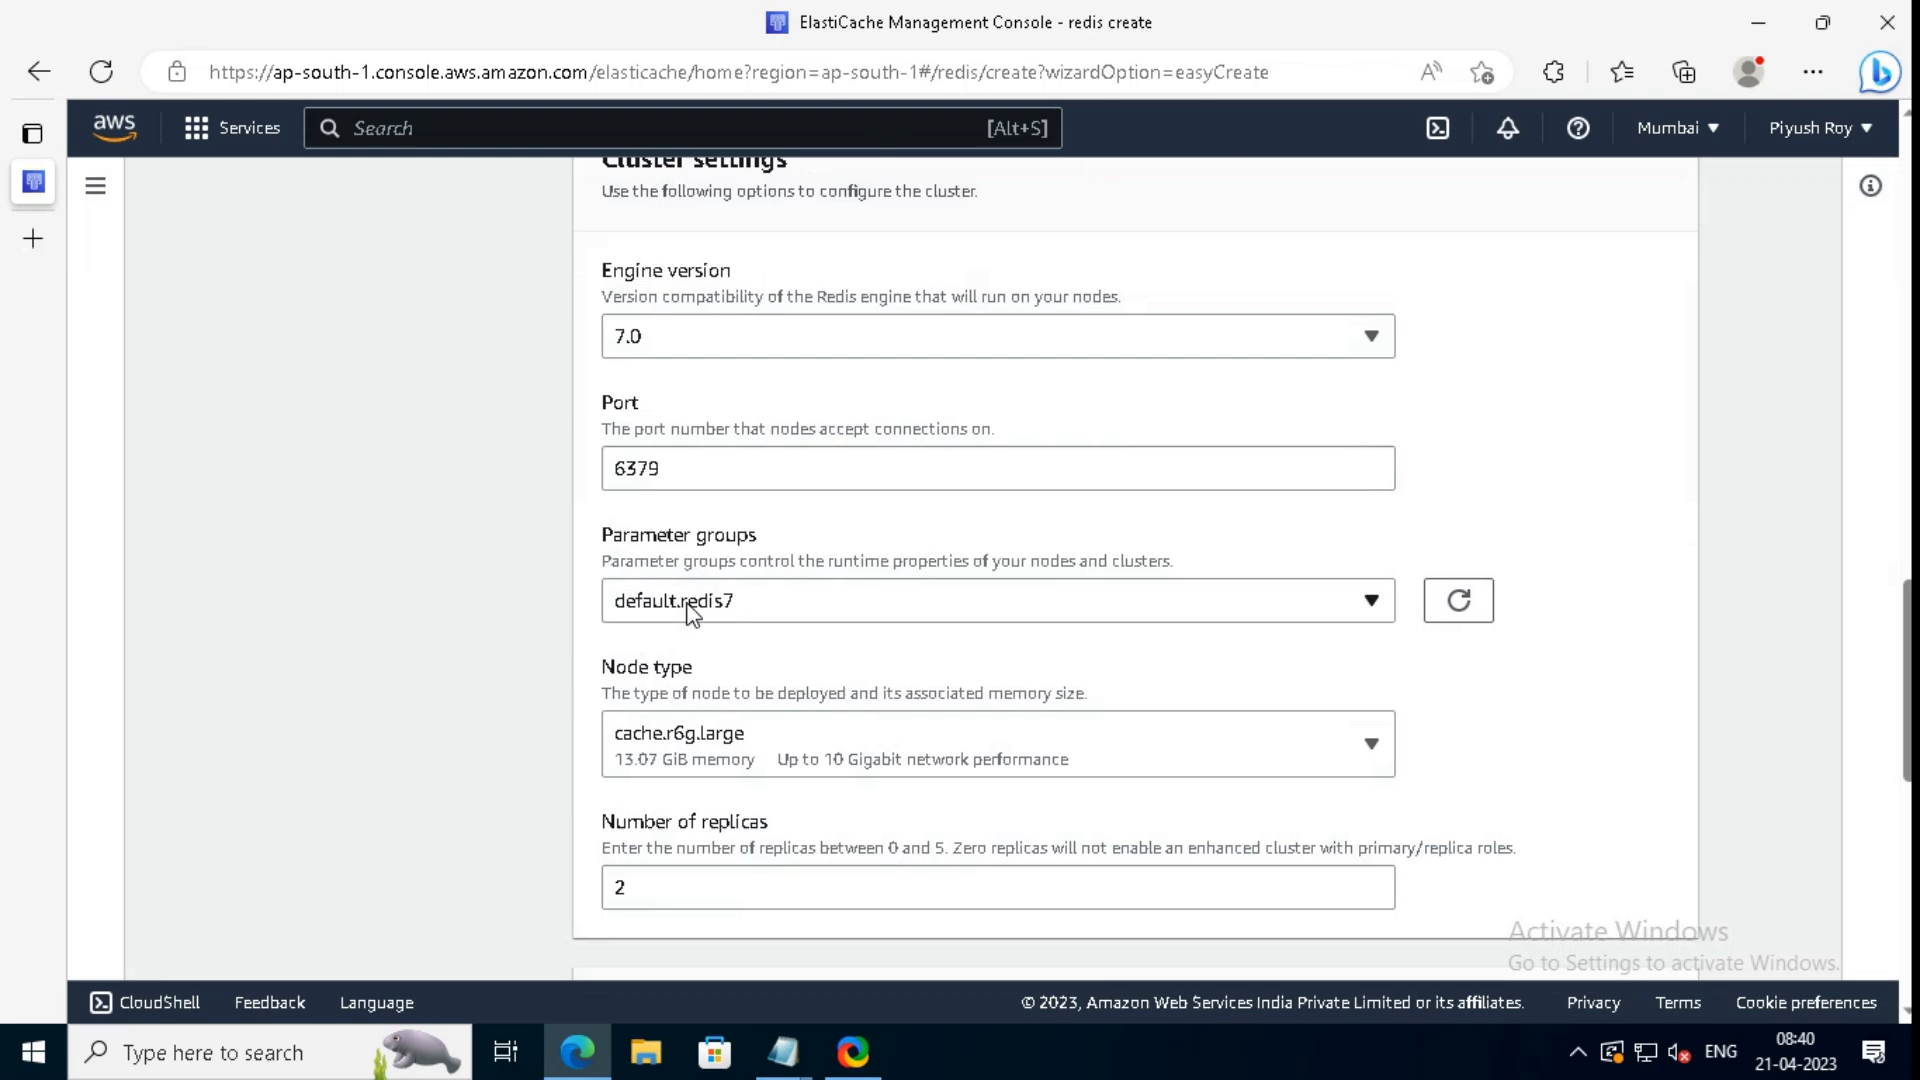 ElastiCache Management Console - redis create
https://ap-south-1.console.aws.amazon.com/elasticache/home?region=ap-south-1#/redis/create?wizardOption=easyCreate
aws
Services
Search
[Alt+S]
Mumbai
Piyush Roy
Cluster settings
Use the following options to configure the cluster.
Engine version
Version compatibility of the Redis engine that will run on your nodes.
7.0
Port
The port number that nodes accept connections on.
6379
Parameter groups
Parameter groups control the runtime properties of your nodes and clusters.
default.redis7
Node type
The type of node to be deployed and its associated memory size.
cache.r6g.large
13.07 GiB memory Up to 10 Gigabit network performance
Number of replicas
Enter the number of replicas between 0 and 5. Zero replicas will not enable an enhanced cluster with primary/replica roles.
2
Activate Windows
Go to Settings to activate Windows.
CloudShell
Feedback
Language
© 2023, Amazon Web Services India Private Limited or its affiliates.
Privacy
Terms
Cookie preferences
Type here to search
ENG
08:40
21-04-2023